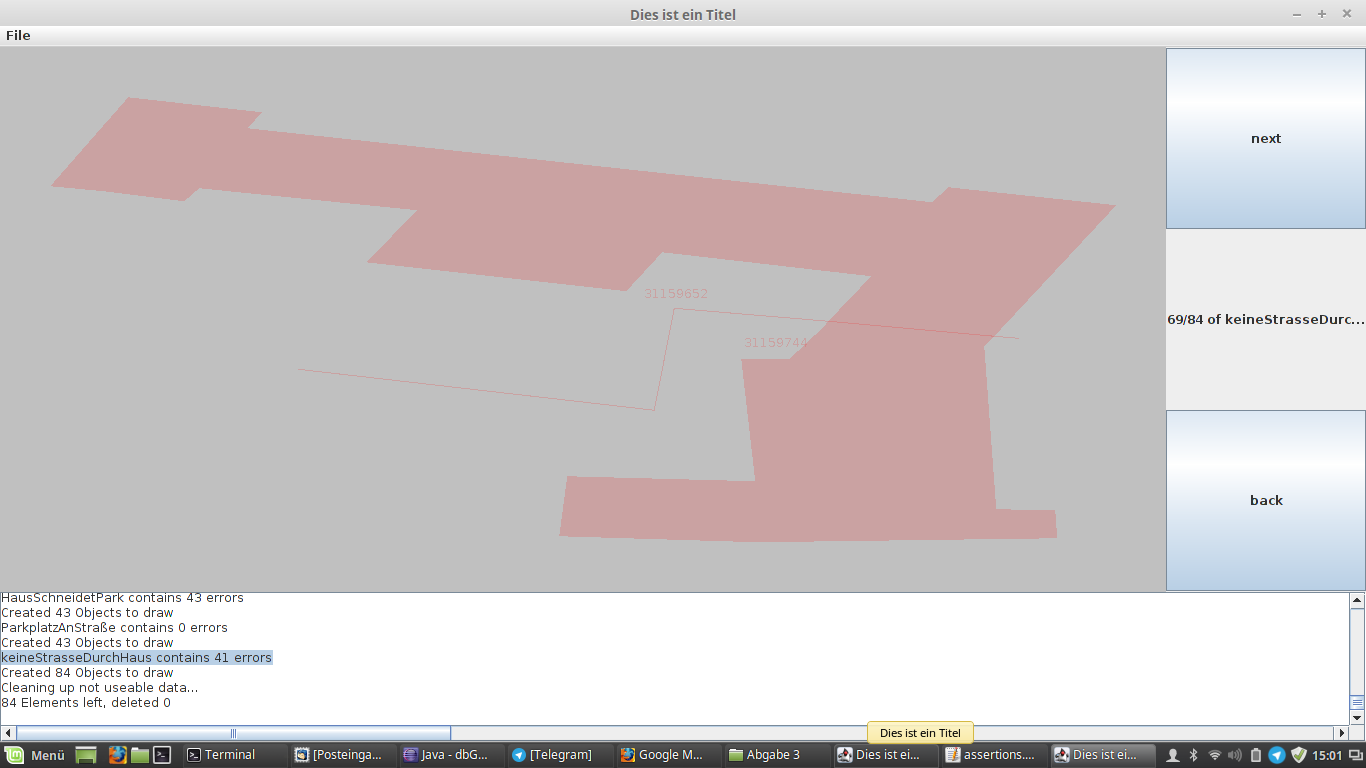 Dies ist ein Titel
File
next
31159652
69/84 of keineStrasseDurc...
31159744
back
HausSchneidetPark contains 43 errors
Created 43 Objects to draw
ParkplatzAnStraße contains 0 errors
Created 43 Objects to draw
keineStrasseDurchHaus contains 41 errors
Created 84 Objects to draw
Cleaning up not useable data...
84 Elements left, deleted 0
Dies ist ein Titel
Menü
Terminal
[Posteinga...
Java - dbG...
[Telegram]
Google M...
Abgabe 3
Dies ist ei...
assertions....
Dies ist ei...
15:01